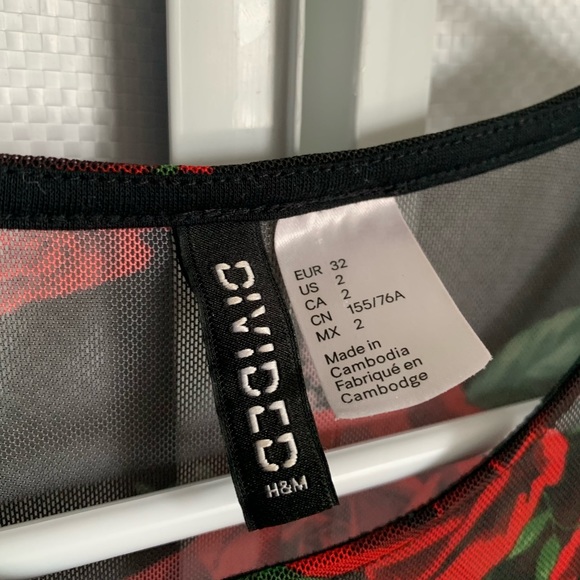 DIVIDED
H&M
EUR 32
US 2
CA 2
CN 155/76A
MX 2
Made in
Cambodia
Fabriqué en
Cambodge